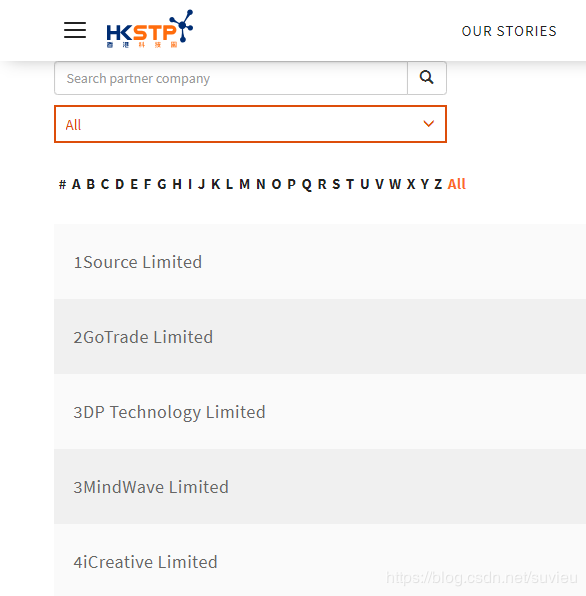 HKSTP
香港科技園
OUR STORIES
Search partner company
All
# A B C D E F G H I J K L M N O P Q R S T U V W X Y Z All
1Source Limited
2GoTrade Limited
3DP Technology Limited
3MindWave Limited
4iCreative Limited
https://blog.csdn.net/suvieu